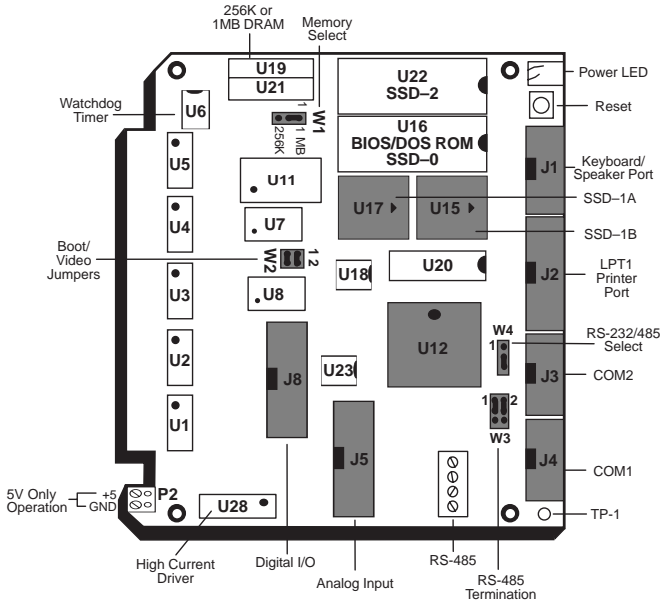 256K or
1MB DRAM
Memory
Select
U19
U21
U22
SSD–2
Power LED
Watchdog
Timer
U6
1
W1
256K
1 MB
Reset
U16
BIOS/DOS ROM
SSD–0
U5
J1
Keyboard/
Speaker Port
U11
U17
U15
SSD–1A
U4
U7
SSD–1B
Boot/
Video
Jumpers
W2
1 2
U18
U20
J2
LPT1
Printer
Port
U3
U8
U12
W4
1
RS-232/485
Select
U2
J8
U23
J3
COM2
1
2
W3
U1
J5
J4
COM1
5V Only
Operation
+5
GND
P2
U28
TP-1
High Current
Driver
Digital I/O
Analog Input
RS-485
RS-485
Termination